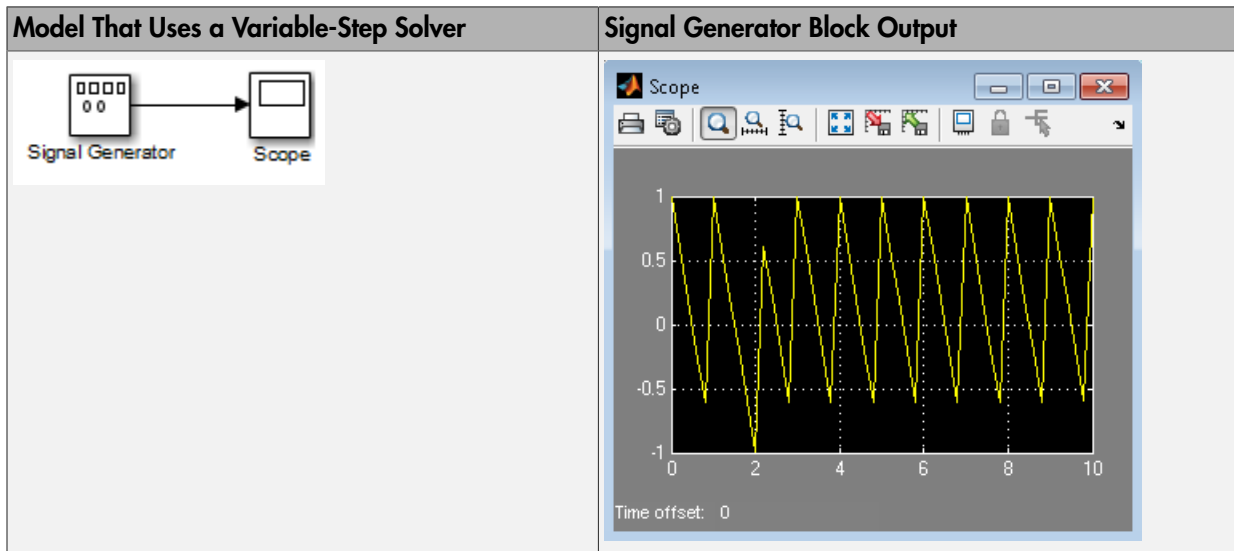 Model That Uses a Variable-Step Solver
Signal Generator Block Output
Signal Generator
Scope
Scope
1
0.5
0
-0.5
-1
0
2
4
6
8
10
Time offset: 0